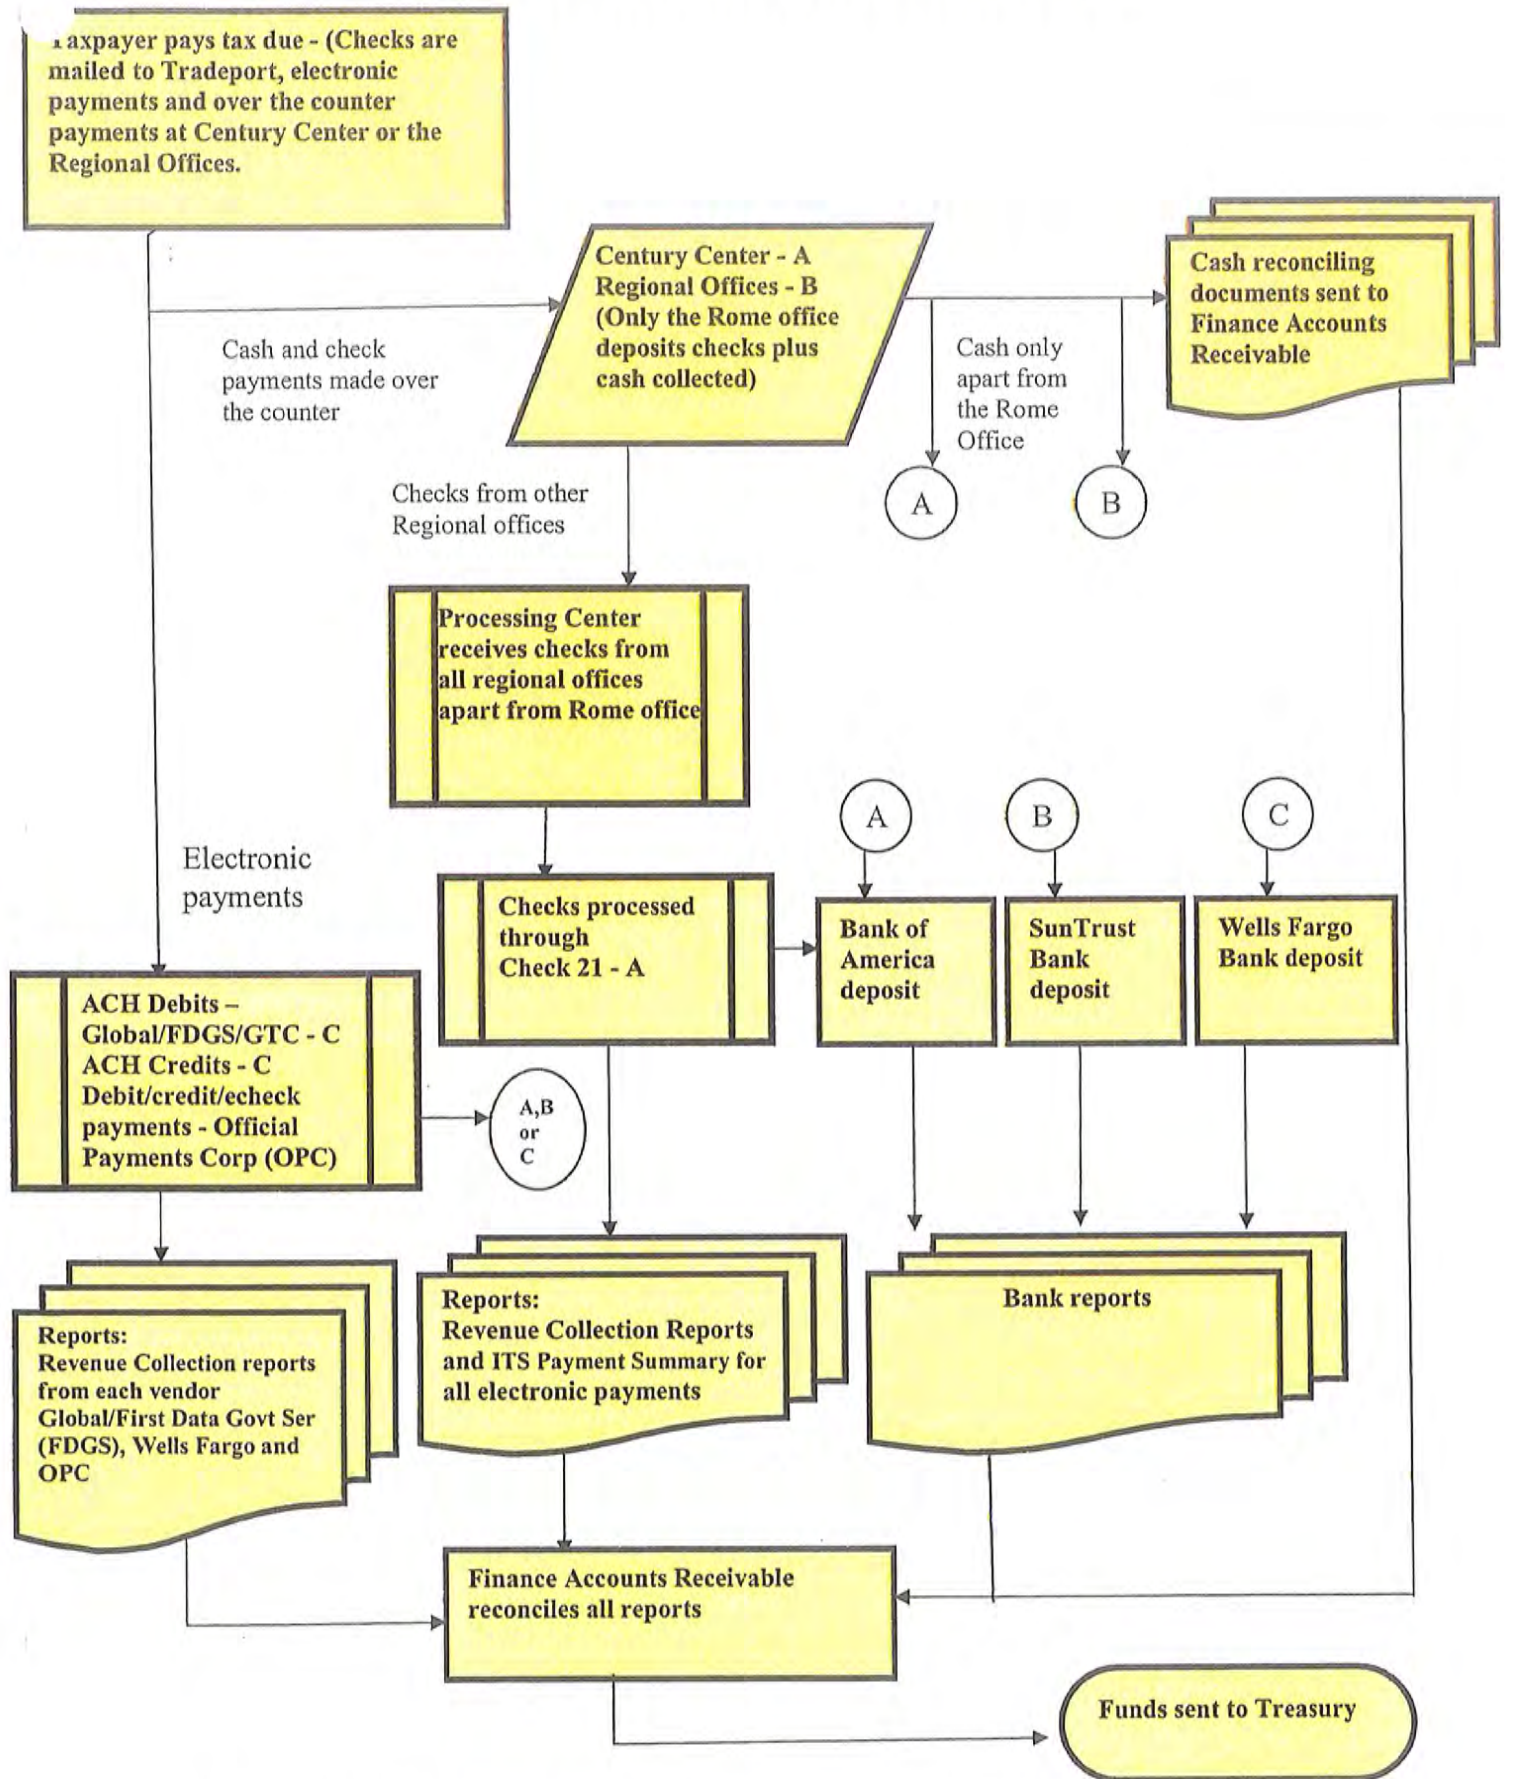 Taxpayer pays tax due - (Checks are
mailed to Tradeport, electronic
payments and over the counter
payments at Century Center or the
Regional Offices.
Century Center - A
Regional Offices - B
(Only the Rome office
deposits checks plus
cash collected)
Cash reconciling
documents sent to
Finance Accounts
Receivable
Cash and check
payments made over
the counter
Cash only
apart from
the Rome
Office
A
B
Checks from other
Regional offices
Processing Center
receives checks from
all regional offices
apart from Rome office
Electronic
payments
A
B
C
Checks processed
through
Check 21 - A
Bank of
America
deposit
SunTrust
Bank
deposit
Wells Fargo
Bank deposit
ACH Debits –
Global/FDGS/GTC - C
ACH Credits - C
Debit/credit/echeck
payments - Official
Payments Corp (OPC)
A,B
or
C
Reports:
Revenue Collection reports
from each vendor
Global/First Data Govt Ser
(FDGS), Wells Fargo and
OPC
Reports:
Revenue Collection Reports
and ITS Payment Summary for
all electronic payments
Bank reports
Finance Accounts Receivable
reconciles all reports
Funds sent to Treasury